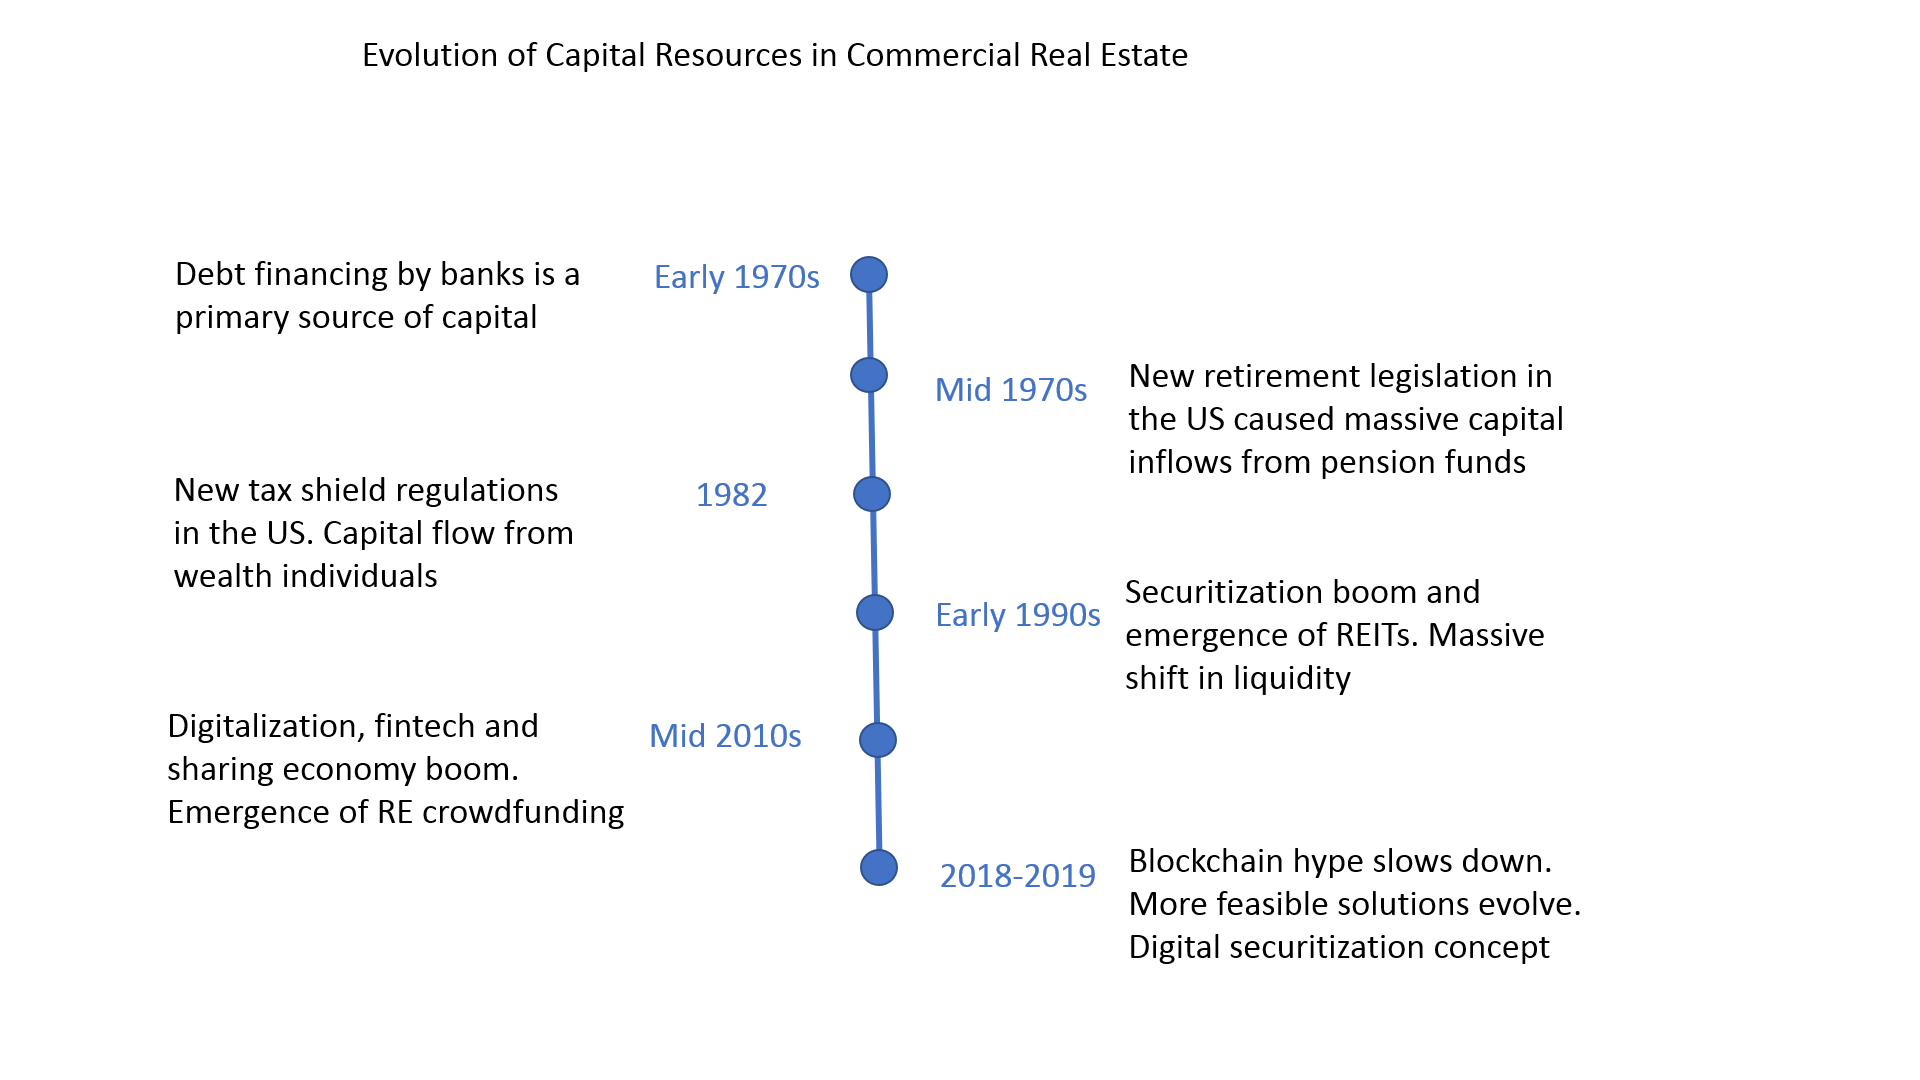 Evolution of Capital Resources in Commercial Real Estate
Early 1970s
Debt financing by banks is a
primary source of capital
Mid 1970s
New retirement legislation in
the US caused massive capital
inflows from pension funds
1982
New tax shield regulations
in the US. Capital flow from
wealth individuals
Early 1990s
Securitization boom and
emergence of REITs. Massive
shift in liquidity
Mid 2010s
Digitalization, fintech and
sharing economy boom.
Emergence of RE crowdfunding
2018-2019
Blockchain hype slows down.
More feasible solutions evolve.
Digital securitization concept